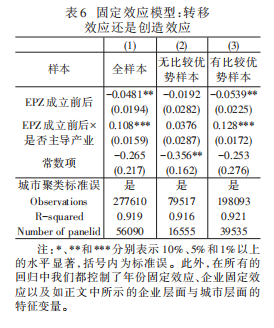 表6 固定效应模型:转移
效应还是创造效应
(1) (2) (3)
样本 全样本 无比较优势样本 有比较优势样本
EPZ成立前后 -0.0481** -0.0192 -0.0539**
(0.0194) (0.0282) (0.0225)
EPZ成立前后×是否主导产业 0.108*** 0.0376 0.128***
(0.0159) (0.0287) (0.0172)
常数项 -0.265 -0.356** -0.253
(0.217) (0.162) (0.276)
城市聚类标准误 是 是 是
Observations 277610 79517 198093
R-squared 0.919 0.916 0.921
Number of panelid 56090 16555 39535
注:*、**和***分别表示10%、5%和1%以上
的水平显著,括号内为标准误。此外,在所有的
回归中我们都控制了年份固定效应、企业固定效
应以及如正文中所示的企业层面与城市层面的
特征变量。